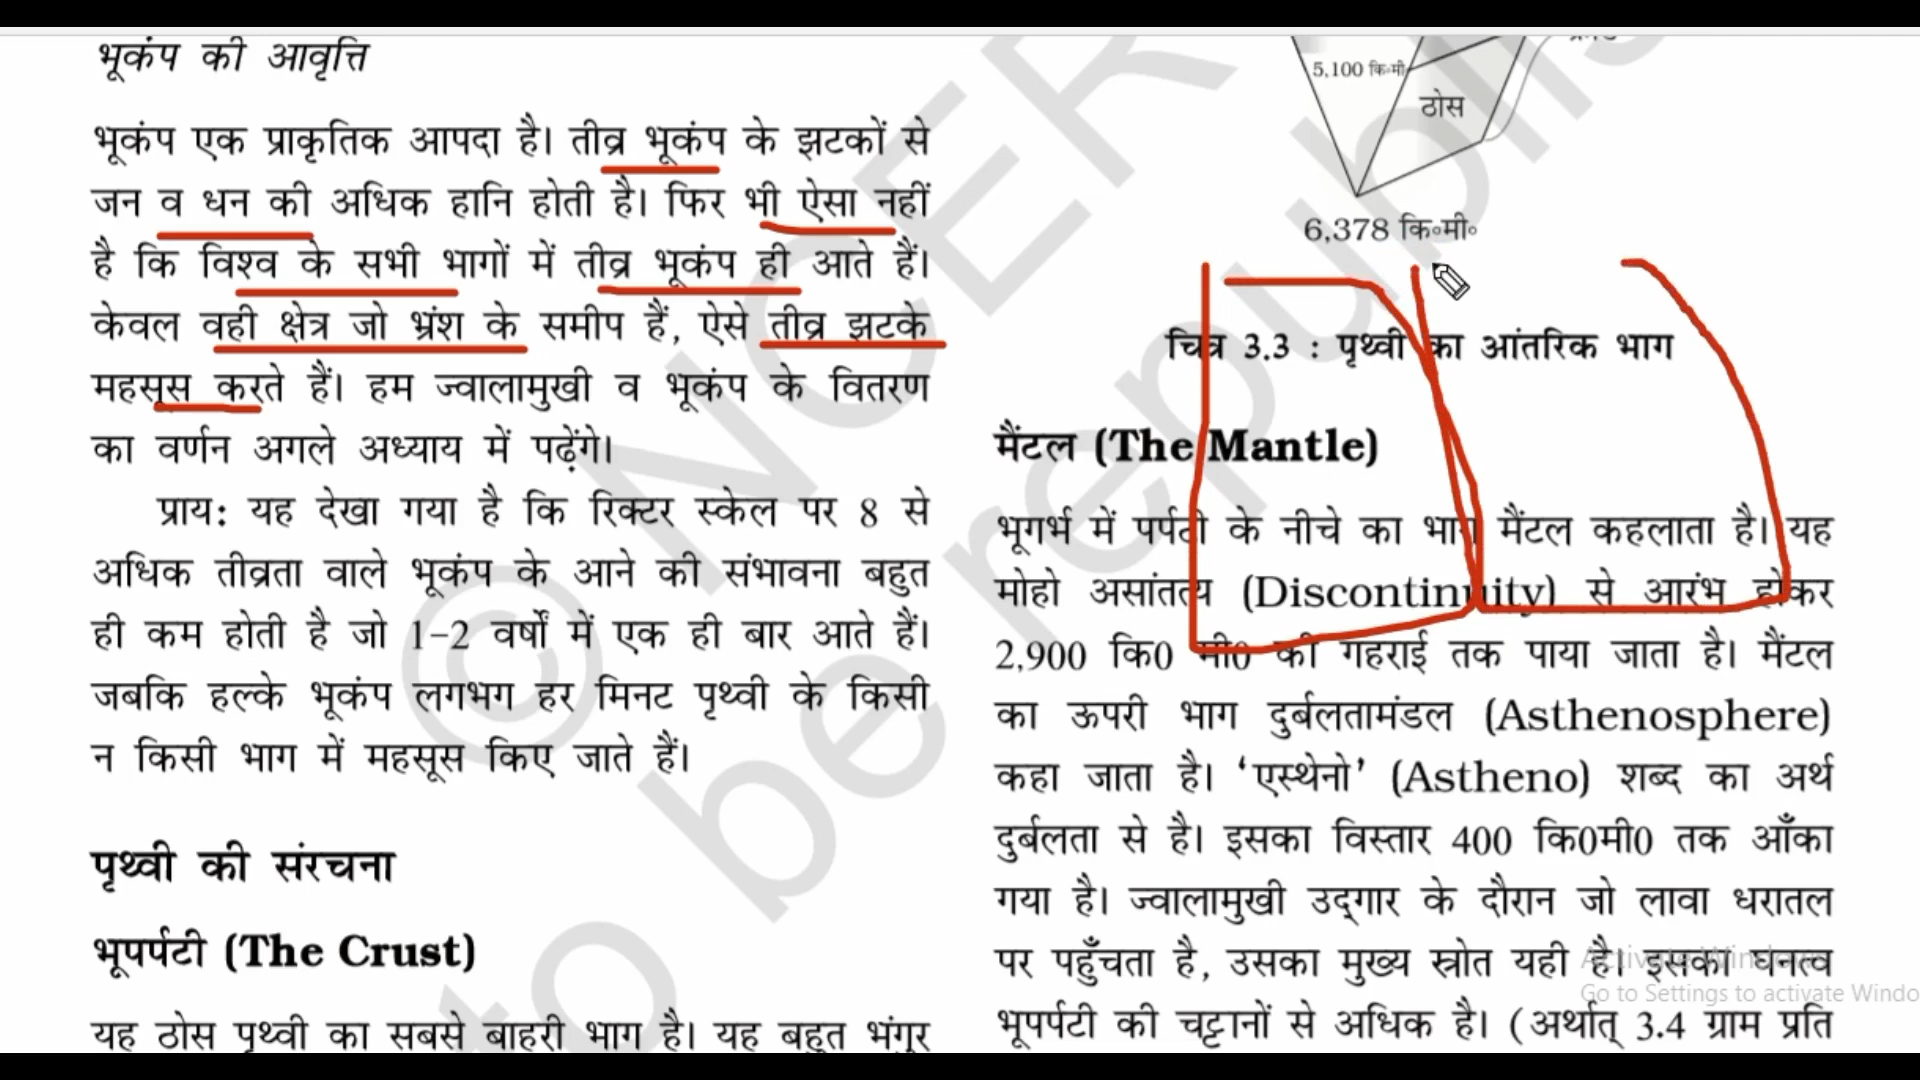 भूकंप की आवृत्ति
भूकंप एक प्राकृतिक आपदा है। तीव्र भूकंप के झटकों से
जन व धन की अधिक हानि होती है। फिर भी ऐसा नहीं
है कि विश्व के सभी भागों में तीव्र भूकंप ही आते हैं।
केवल वही क्षेत्र जो भ्रंश के समीप हैं, ऐसे तीव्र झटके
महसूस करते हैं। हम ज्वालामुखी व भूकंप के वितरण
का वर्णन अगले अध्याय में पढ़ेंगे।
प्राय: यह देखा गया है कि रिक्टर स्केल पर 8 से
अधिक तीव्रता वाले भूकंप के आने की संभावना बहुत
ही कम होती है जो 1-2 वर्षों में एक ही बार आते हैं।
जबकि हल्के भूकंप लगभग हर मिनट पृथ्वी के किसी
न किसी भाग में महसूस किए जाते हैं।
पृथ्वी की संरचना
भूपर्पटी (The Crust)
यह ठोस पृथ्वी का सबसे बाहरी भाग है। यह बहुत भंगुर
5,100 कि॰मी
ठोस
6,378 कि॰मी॰
चित्र 3.3 : पृथ्वी का आंतरिक भाग
मैंटल (The Mantle)
भूगर्भ में पर्पटी के नीचे का भाग मैंटल कहलाता है। यह
मोहो असांतत्य (Discontinuity) से आरंभ होकर
2,900 कि0 मी0 की गहराई तक पाया जाता है। मैंटल
का ऊपरी भाग दुर्बलतामंडल (Asthenosphere)
कहा जाता है। ‘एस्थेनो’ (Astheno) शब्द का अर्थ
दुर्बलता से है। इसका विस्तार 400 कि0मी0 तक आँका
गया है। ज्वालामुखी उद्‌गार के दौरान जो लावा धरातल
पर पहुँचता है, उसका मुख्य स्रोत यही है। इसका घनत्व
भूपर्पटी की चट्टानों से अधिक है। (अर्थात् 3.4 ग्राम प्रति
© NCER
to be republis
Activate Windows
Go to Settings to activate Windo